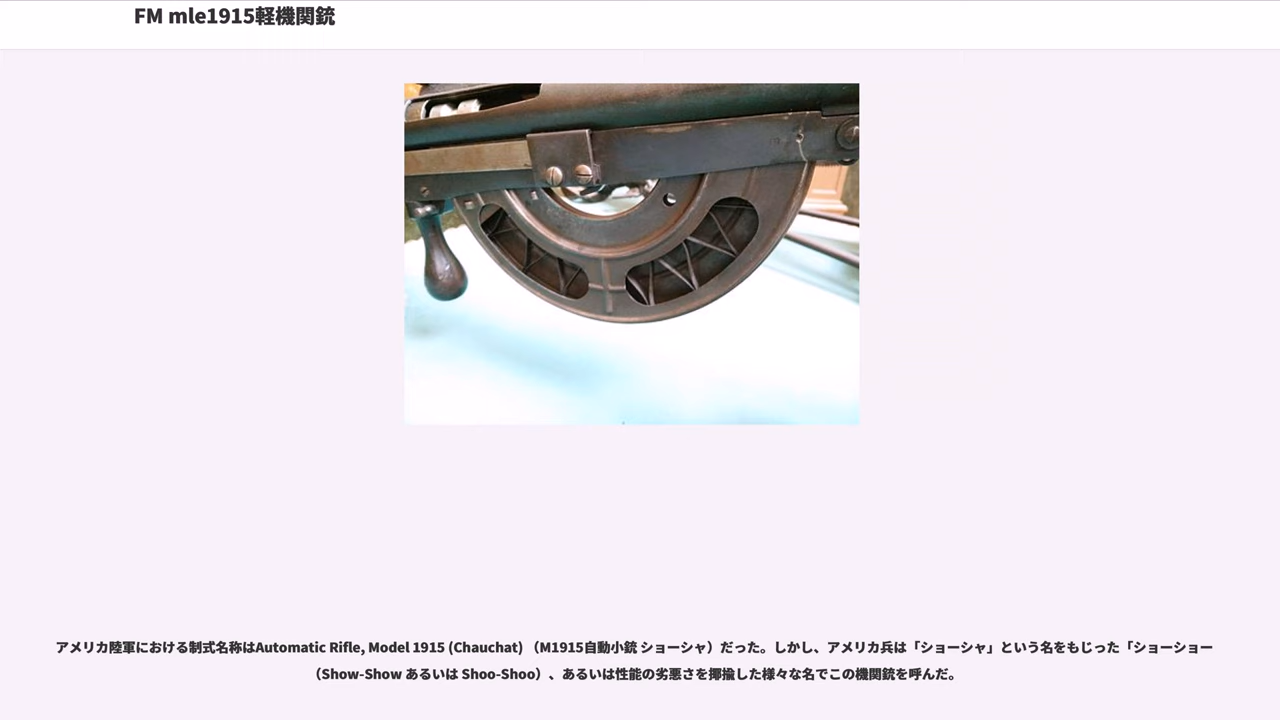 FM mle1915軽機関銃
アメリカ陸軍における制式名称はAutomatic Rifle, Model 1915 (Chauchat) （M1915自動小銃 ショーシャ）だった。しかし、アメリカ兵は「ショーシャ」という名をもじった「ショーショー
（Show-Show あるいは Shoo-Shoo）、あるいは性能の劣悪さを揶揄した様々な名でこの機関銃を呼んだ。